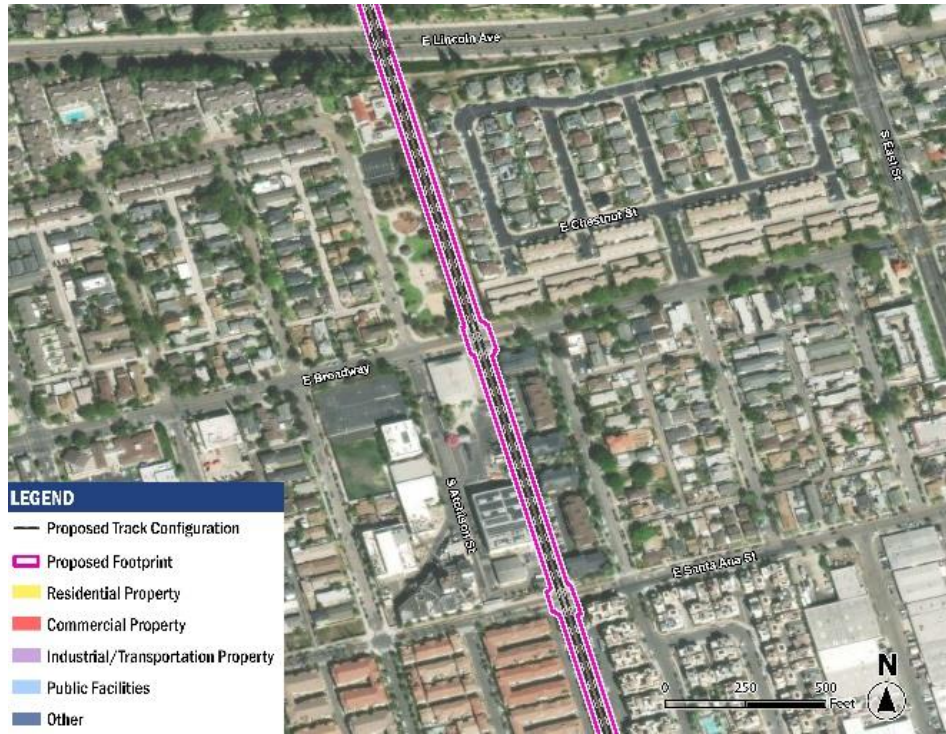 E Lincoln Ave
S East St
E Chestnut St
E Broadway
S Atchison St
E Santa Ana St
LEGEND
Proposed Track Configuration
Proposed Footprint
Residential Property
Commercial Property
Industrial/Transportation Property
Public Facilities
Other
N
0 250 500
Feet